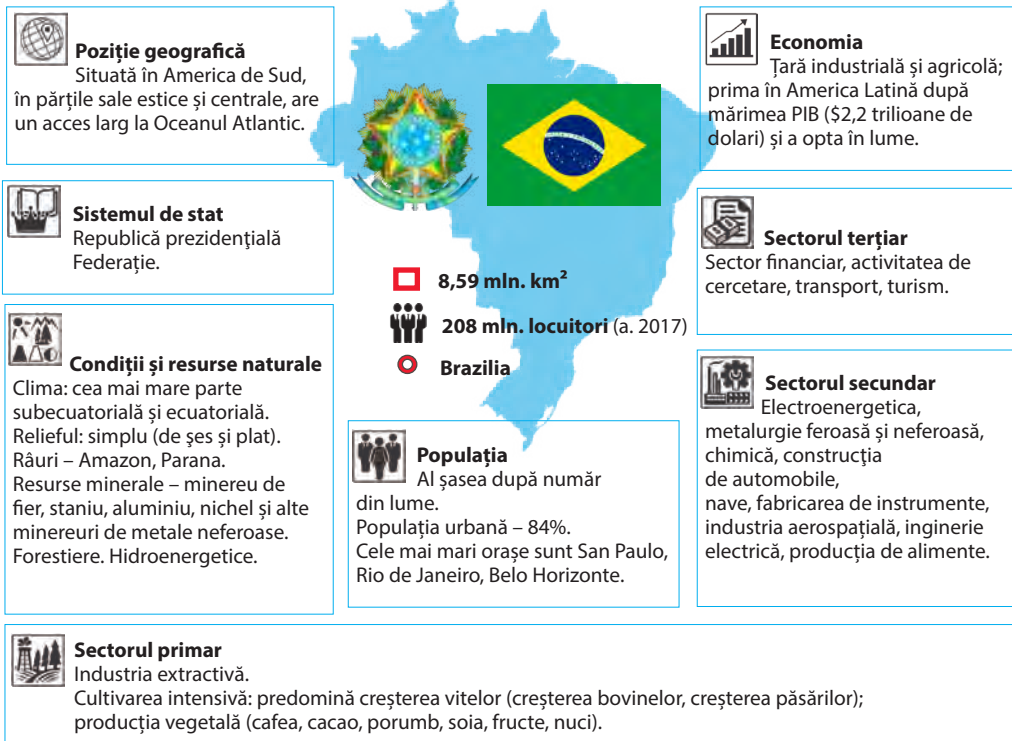 Poziție geografică
Situată în America de Sud,
în părțile sale estice și centrale, are
un acces larg la Oceanul Atlantic.
Sistemul de stat
Republică prezidenţială
Federație.
Condiții și resurse naturale
Clima: cea mai mare parte
subecuatorială și ecuatorială.
Relieful: simplu (de şes și plat).
Râuri – Amazon, Parana.
Resurse minerale – minereu de
fier, staniu, aluminiu, nichel și alte
minereuri de metale neferoase.
Forestiere. Hidroenergetice.
8,59 mln. km²
208 mln. locuitori (a. 2017)
Brazilia
Populația
Al șasea după număr
din lume.
Populația urbană – 84%.
Cele mai mari orașe sunt San Paulo,
Rio de Janeiro, Belo Horizonte.
Economia
Țară industrială și agricolă;
prima în America Latină după
mărimea PIB ($2,2 trilioane de
dolari) și a opta în lume.
Sectorul terțiar
Sector financiar, activitatea de
cercetare, transport, turism.
Sectorul secundar
Electroenergetica,
metalurgie feroasă și neferoasă,
chimică, construcţia
de automobile,
nave, fabricarea de instrumente,
industria aerospațială, inginerie
electrică, producția de alimente.
Sectorul primar
Industria extractivă.
Cultivarea intensivă: predomină creșterea vitelor (creșterea bovinelor, creșterea păsărilor);
producția vegetală (cafea, cacao, porumb, soia, fructe, nuci).